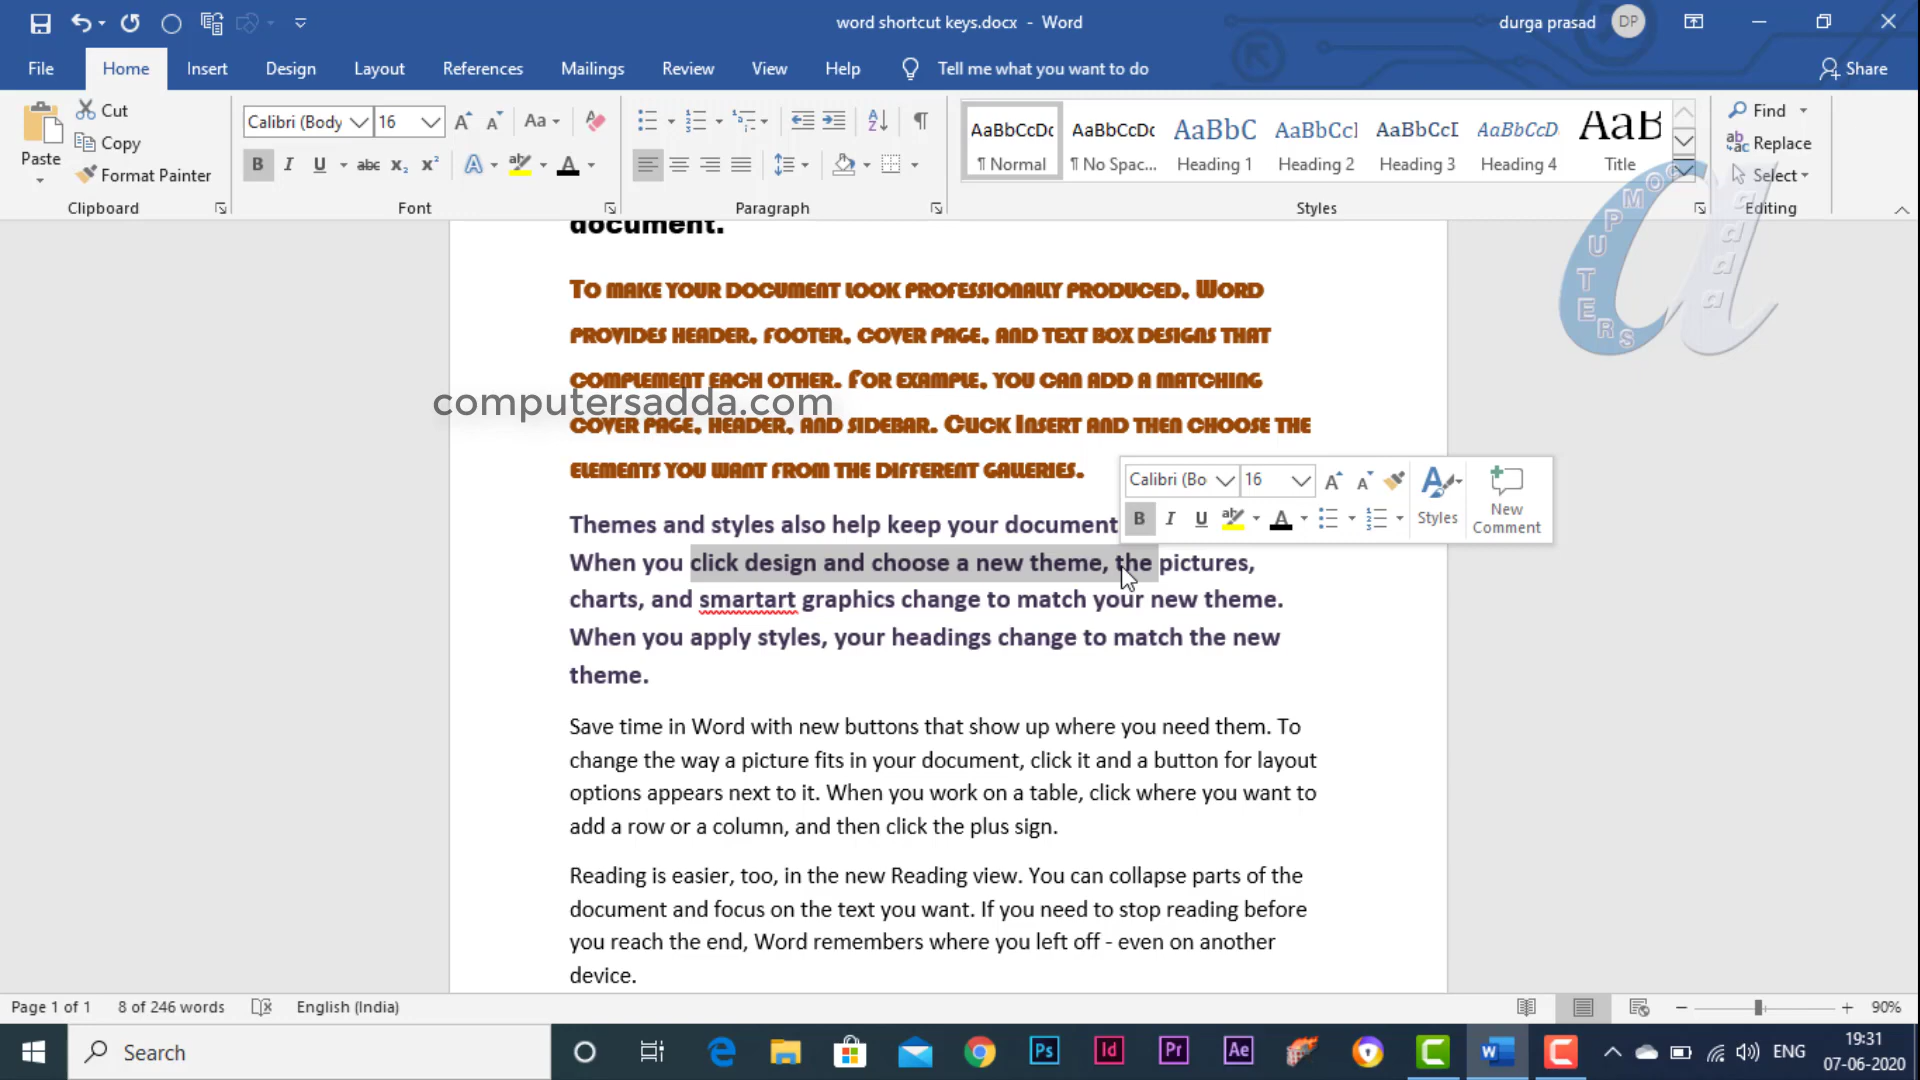 word shortcut keys.docx - Word
durga prasad DP
File Home Insert Design Layout References Mailings Review View Help Tell me what you want to do Share
Paste Cut Copy Format Painter
Calibri (Body 16 Aa
B I U abc x₂ x² A ab A
AaBbCcDc AaBbCcDc AaBbC AaBbCcl AaBbCcI AaBbCcD AaB
¶ Normal ¶ No Spac... Heading 1 Heading 2 Heading 3 Heading 4 Title
Find Replace Select
Clipboard Font Paragraph Styles Editing
COMPUTERS adda
document.
To make your document look professionally produced, Word
provides header, footer, cover page, and text box designs that
complement each other. For example, you can add a matching
computersadda.com
cover page, header, and sidebar. Click Insert and then choose the
elements you want from the different galleries.
Calibri (Bo 16
B I U ab A Styles New Comment
Themes and styles also help keep your document
When you click design and choose a new theme, the pictures,
charts, and smartart graphics change to match your new theme.
When you apply styles, your headings change to match the new
theme.
Save time in Word with new buttons that show up where you need them. To
change the way a picture fits in your document, click it and a button for layout
options appears next to it. When you work on a table, click where you want to
add a row or a column, and then click the plus sign.
Reading is easier, too, in the new Reading view. You can collapse parts of the
document and focus on the text you want. If you need to stop reading before
you reach the end, Word remembers where you left off - even on another
device.
Page 1 of 1 8 of 246 words English (India) 90%
Search Ps Id Pr Ae ENG 19:31
07-06-2020